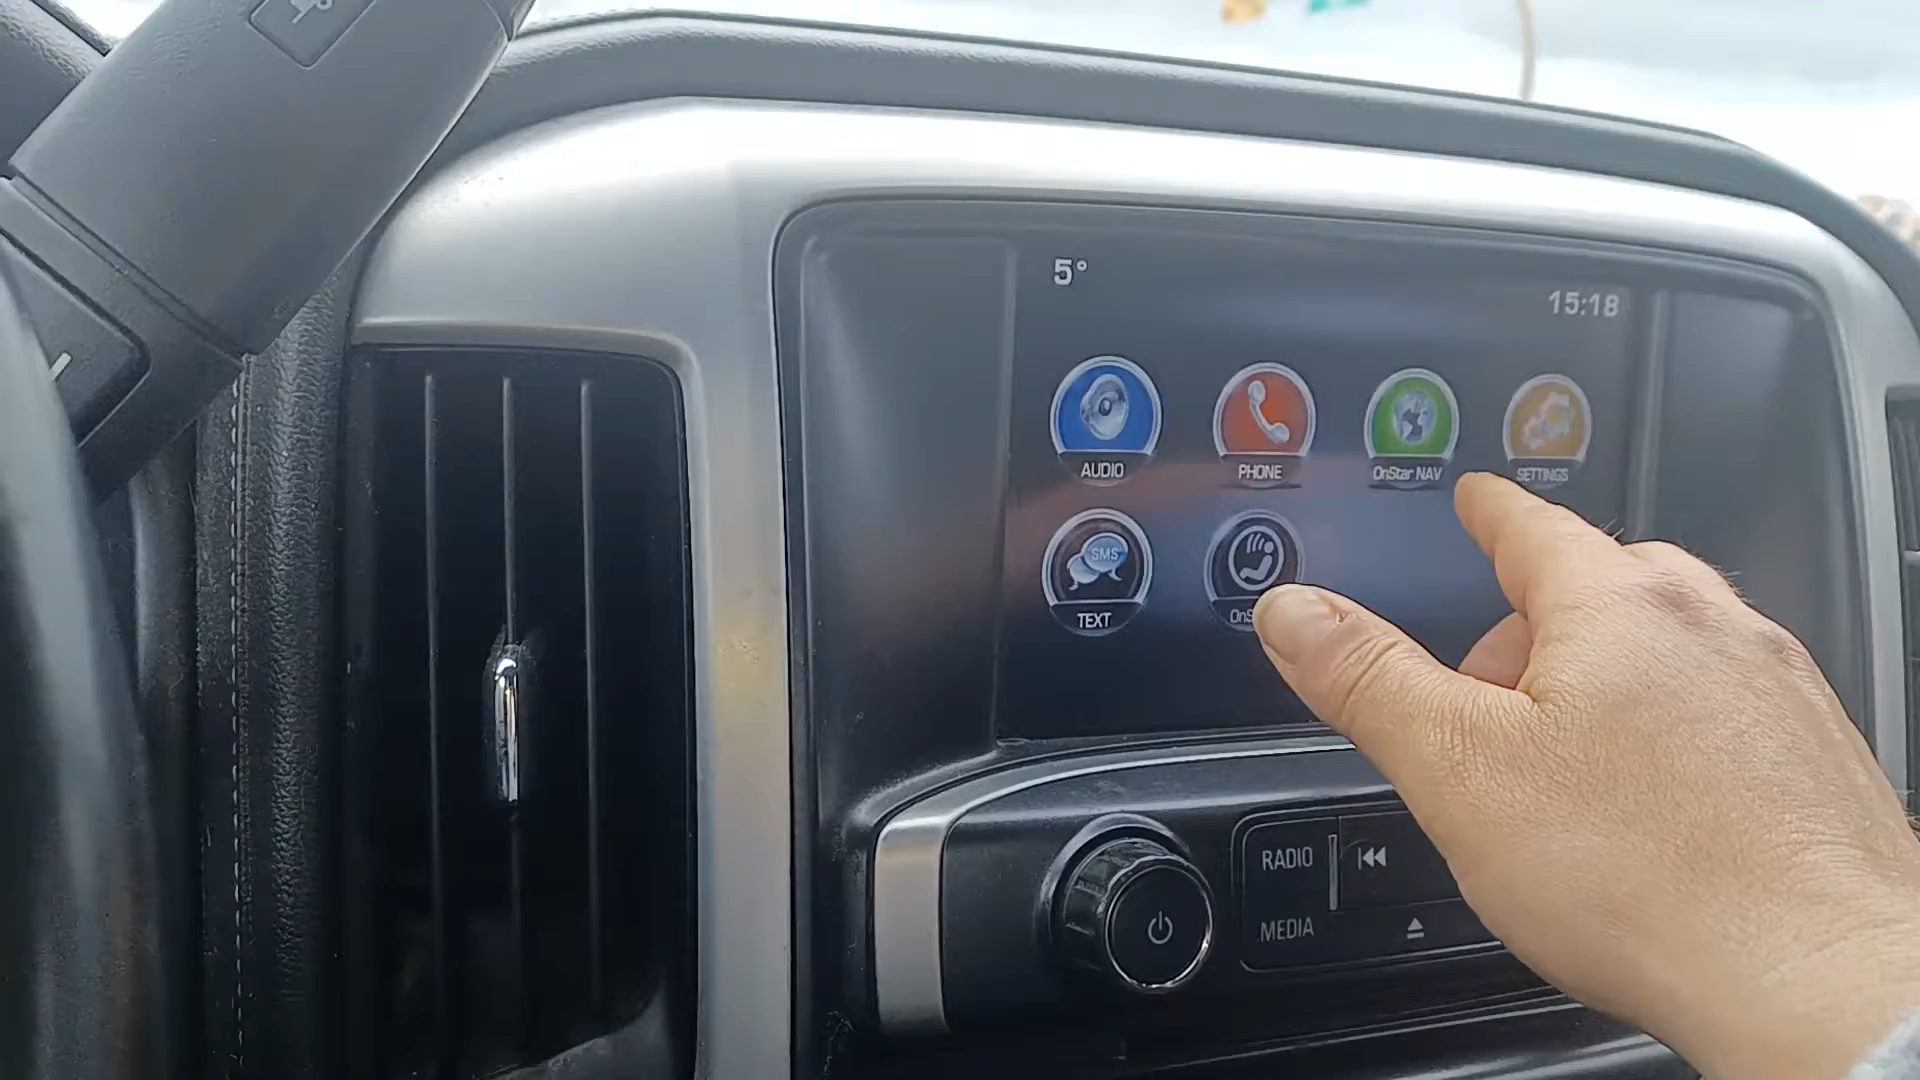 5°
15:18
AUDIO
PHONE
OnStar NAV
SETTINGS
SMS
TEXT
RADIO
MEDIA